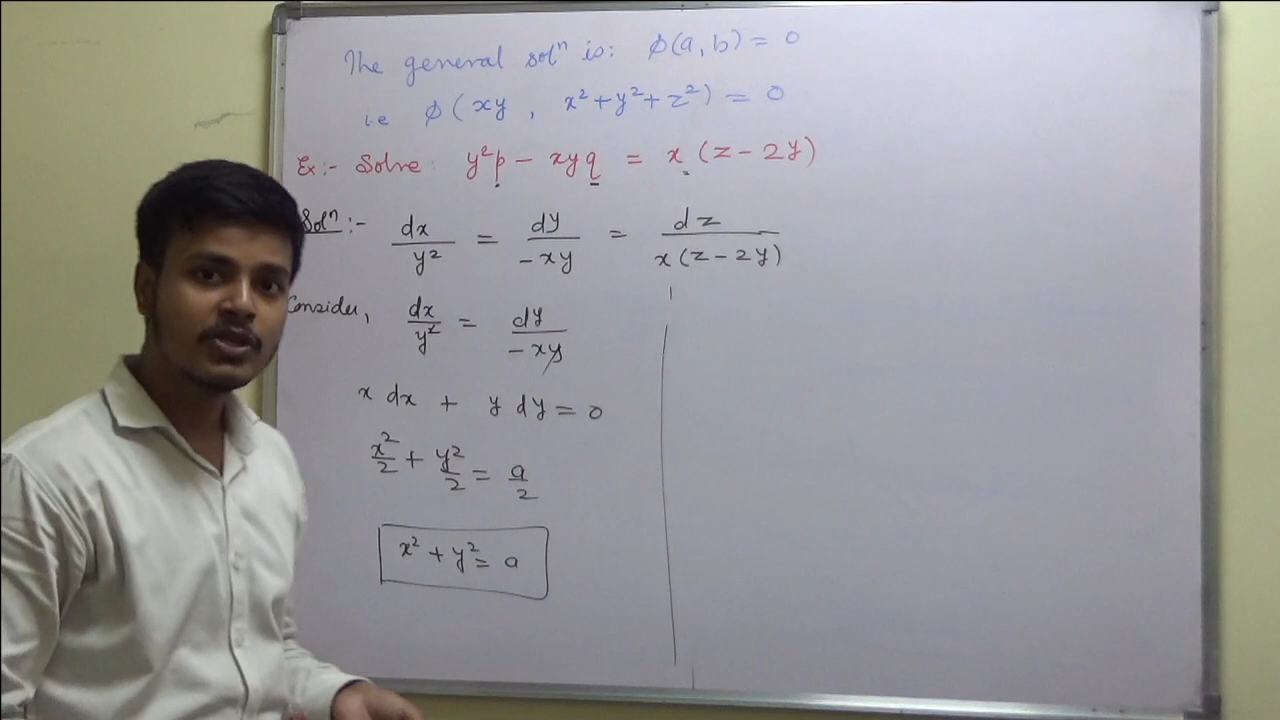 The general solⁿ is: ϕ(a, b) = 0
i.e ϕ( xy , x² + y² + z² ) = 0
Ex:- Solve: y²p - xyq = x (z - 2y)
Solⁿ:- dx/y² = dy/-xy = dz/x(z - 2y)
Consider, dx/y² = dy/-xy
x dx + y dy = 0
x²/2 + y²/2 = a/2
x² + y² = a